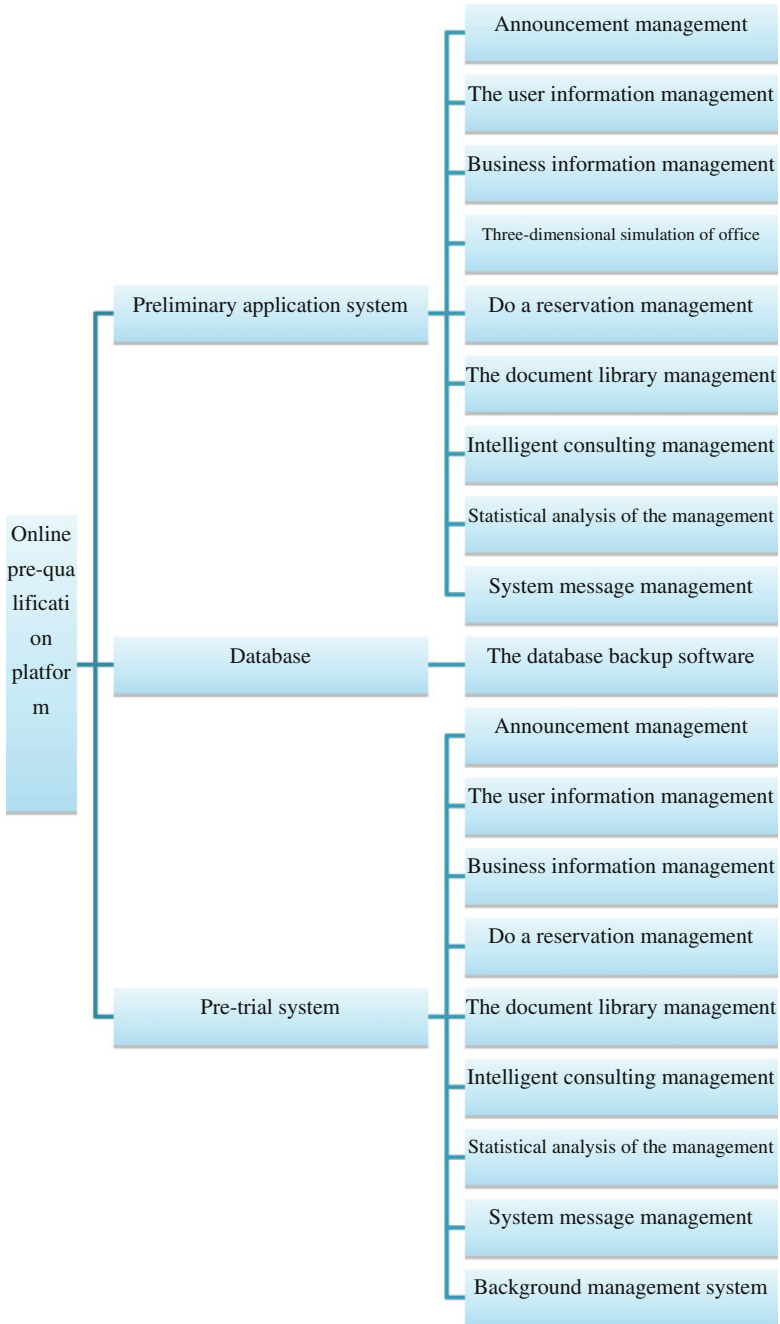 Announcement management
The user information management
Business information management
Three-dimensional simulation of office
Preliminary application system
Do a reservation management
The document library management
Intelligent consulting management
Statistical analysis of the management
System message management
Online
pre-qua
lificati
on
platfor
m
Database
The database backup software
Announcement management
The user information management
Business information management
Do a reservation management
Pre-trial system
The document library management
Intelligent consulting management
Statistical analysis of the management
System message management
Background management system